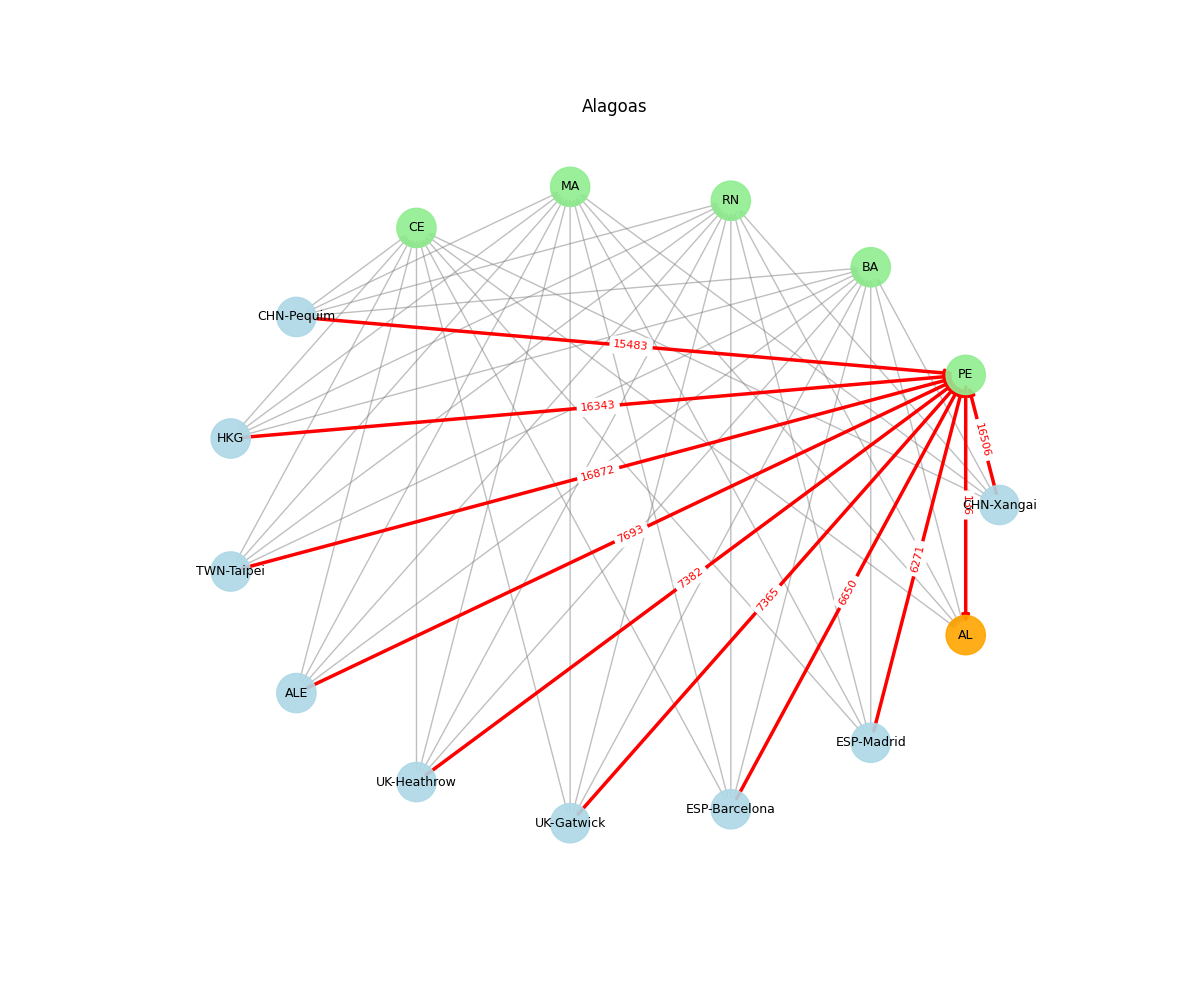 Alagoas
MA
RN
CE
BA
CHN-Pequim
15483
PE
16343
HKG
16506
16872
CHN-Xangai
7693
6271
TWN-Taipei
7382
6650
7365
AL
ALE
ESP-Madrid
UK-Heathrow
ESP-Barcelona
UK-Gatwick